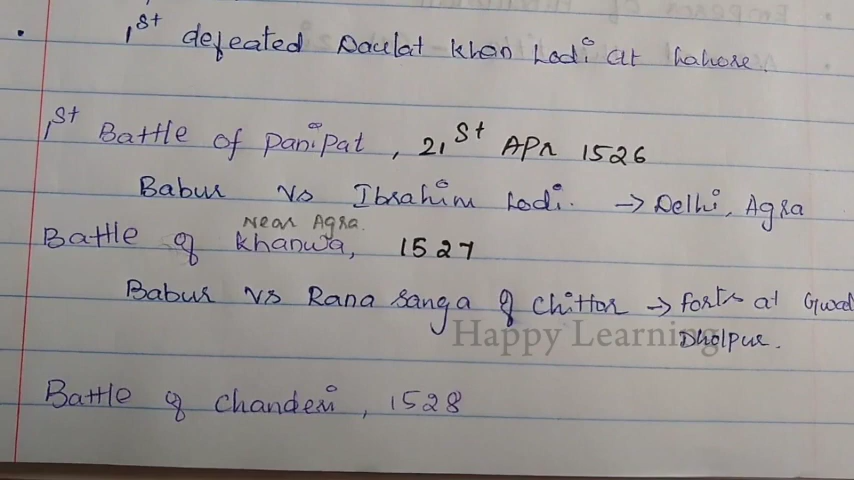 1st defeated Daulat Khan Lodi at Lahore.
1st Battle of Panipat, 21st Apr 1526
Babur vs Ibrahim Lodi. → Delhi, Agra
Near Agra.
Battle of Khanwa, 1527
Babur vs Rana Sanga of Chittor → forts at Gwal
Happy Learning
Dholpur.
Battle of Chanderi, 1528